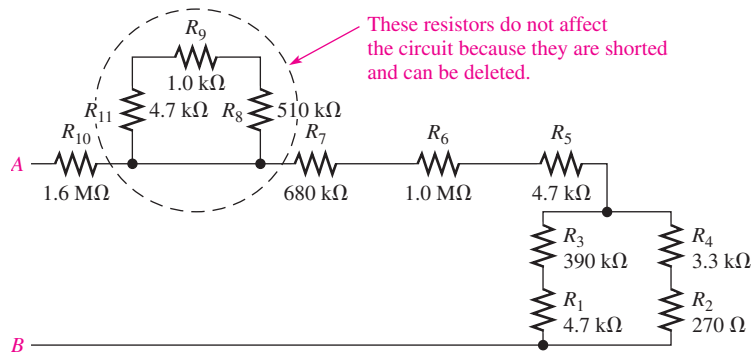 These resistors do not affect
the circuit because they are shorted
and can be deleted.
R9
1.0 kΩ
R11
4.7 kΩ
R8
510 kΩ
R10
R7
R6
R5
A
1.6 MΩ
680 kΩ
1.0 MΩ
4.7 kΩ
R3
390 kΩ
R4
3.3 kΩ
R1
4.7 kΩ
R2
270 Ω
B